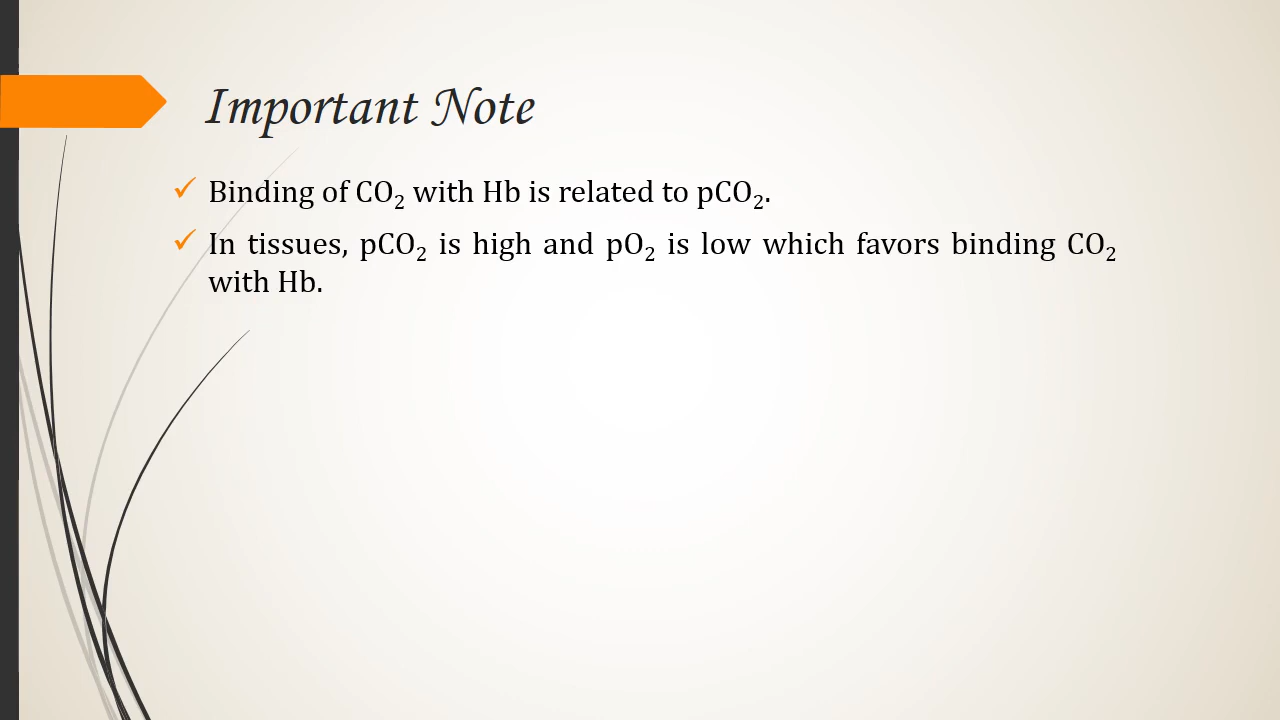 Important Note
✓ Binding of CO₂ with Hb is related to pCO₂.
✓ In tissues, pCO₂ is high and pO₂ is low which favors binding CO₂
with Hb.